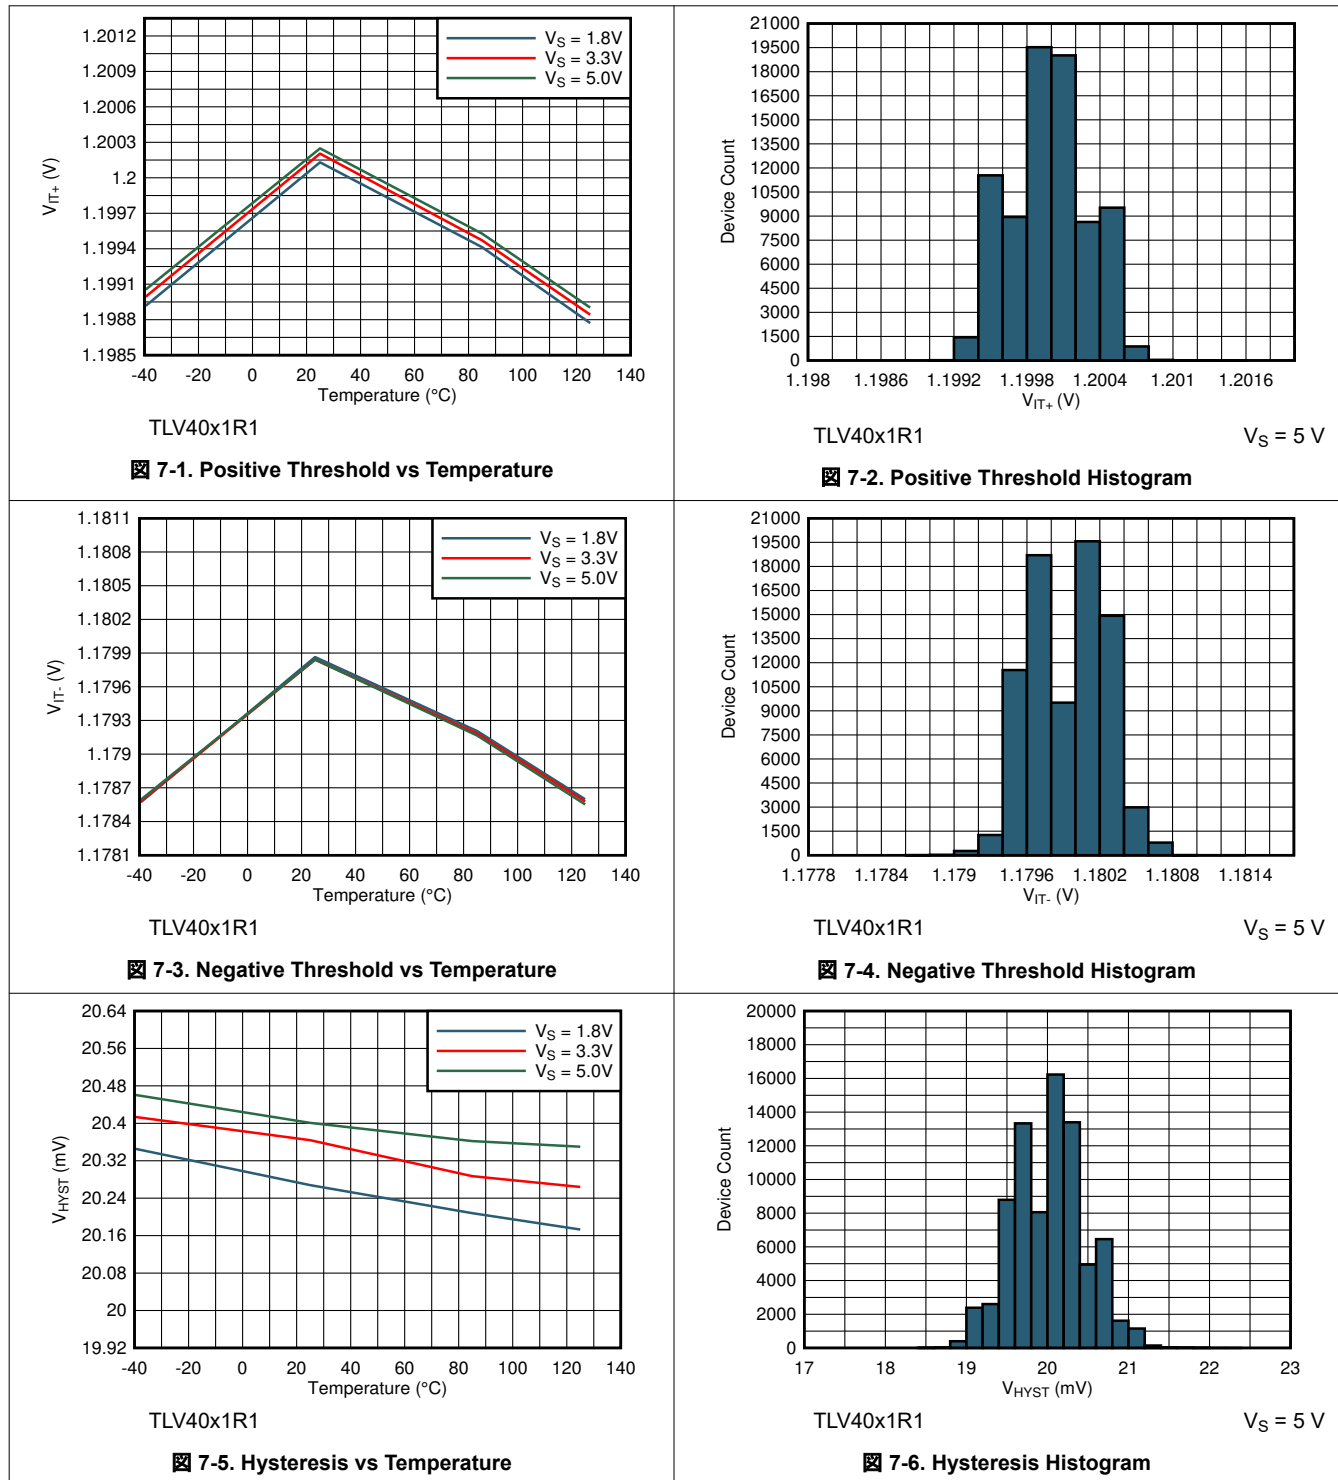 1.2012
1.2009
1.2006
1.2003
1.2
1.1997
1.1994
1.1991
1.1988
1.1985
-40 -20 0 20 40 60 80 100 120 140
Temperature (°C)
VIT+ (V)
VS = 1.8V
VS = 3.3V
VS = 5.0V
TLV40x1R1
図 7-1. Positive Threshold vs Temperature
21000
19500
18000
16500
15000
13500
12000
10500
9000
7500
6000
4500
3000
1500
0
1.198 1.1986 1.1992 1.1998 1.2004 1.201 1.2016
VIT+ (V)
Device Count
TLV40x1R1 VS = 5 V
図 7-2. Positive Threshold Histogram
1.1811
1.1808
1.1805
1.1802
1.1799
1.1796
1.1793
1.179
1.1787
1.1784
1.1781
-40 -20 0 20 40 60 80 100 120 140
Temperature (°C)
VIT- (V)
VS = 1.8V
VS = 3.3V
VS = 5.0V
TLV40x1R1
図 7-3. Negative Threshold vs Temperature
21000
19500
18000
16500
15000
13500
12000
10500
9000
7500
6000
4500
3000
1500
0
1.1778 1.1784 1.179 1.1796 1.1802 1.1808 1.1814
VIT- (V)
Device Count
TLV40x1R1 VS = 5 V
図 7-4. Negative Threshold Histogram
20.64
20.56
20.48
20.4
20.32
20.24
20.16
20.08
20
19.92
-40 -20 0 20 40 60 80 100 120 140
Temperature (°C)
VHYST (mV)
VS = 1.8V
VS = 3.3V
VS = 5.0V
TLV40x1R1
図 7-5. Hysteresis vs Temperature
20000
18000
16000
14000
12000
10000
8000
6000
4000
2000
0
17 18 19 20 21 22 23
VHYST (mV)
Device Count
TLV40x1R1 VS = 5 V
図 7-6. Hysteresis Histogram